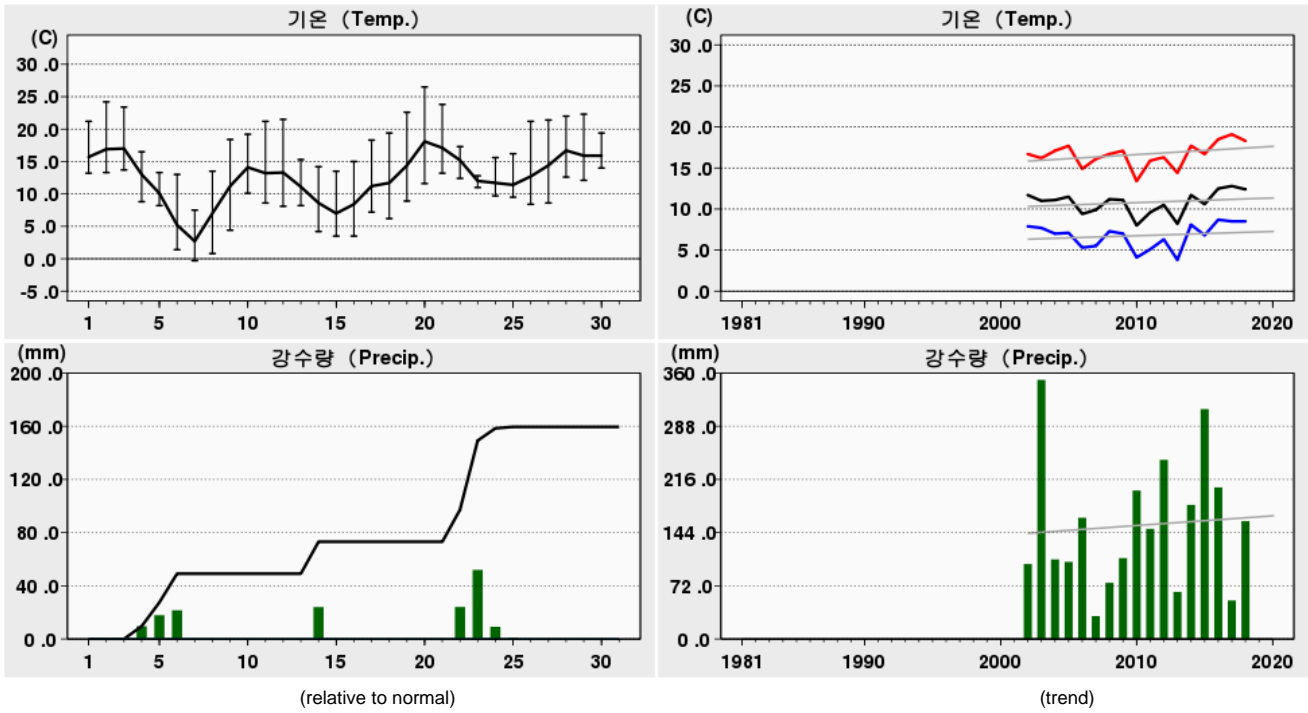 기온 (Temp.)
(C)
30 .0
25 .0
20 .0
15 .0
10 .0
5 .0
0 .0
-5 .0
1 5 10 15 20 25 30
기온 (Temp.)
(C)
30 .0
25 .0
20 .0
15 .0
10 .0
5 .0
0 .0
1981 1990 2000 2010 2020
강수량 (Precip.)
(mm)
200 .0
160 .0
120 .0
80 .0
40 .0
0 .0
1 5 10 15 20 25 30
(relative to normal)
강수량 (Precip.)
(mm)
360 .0
288 .0
216 .0
144 .0
72 .0
0 .0
1981 1990 2000 2010 2020
(trend)